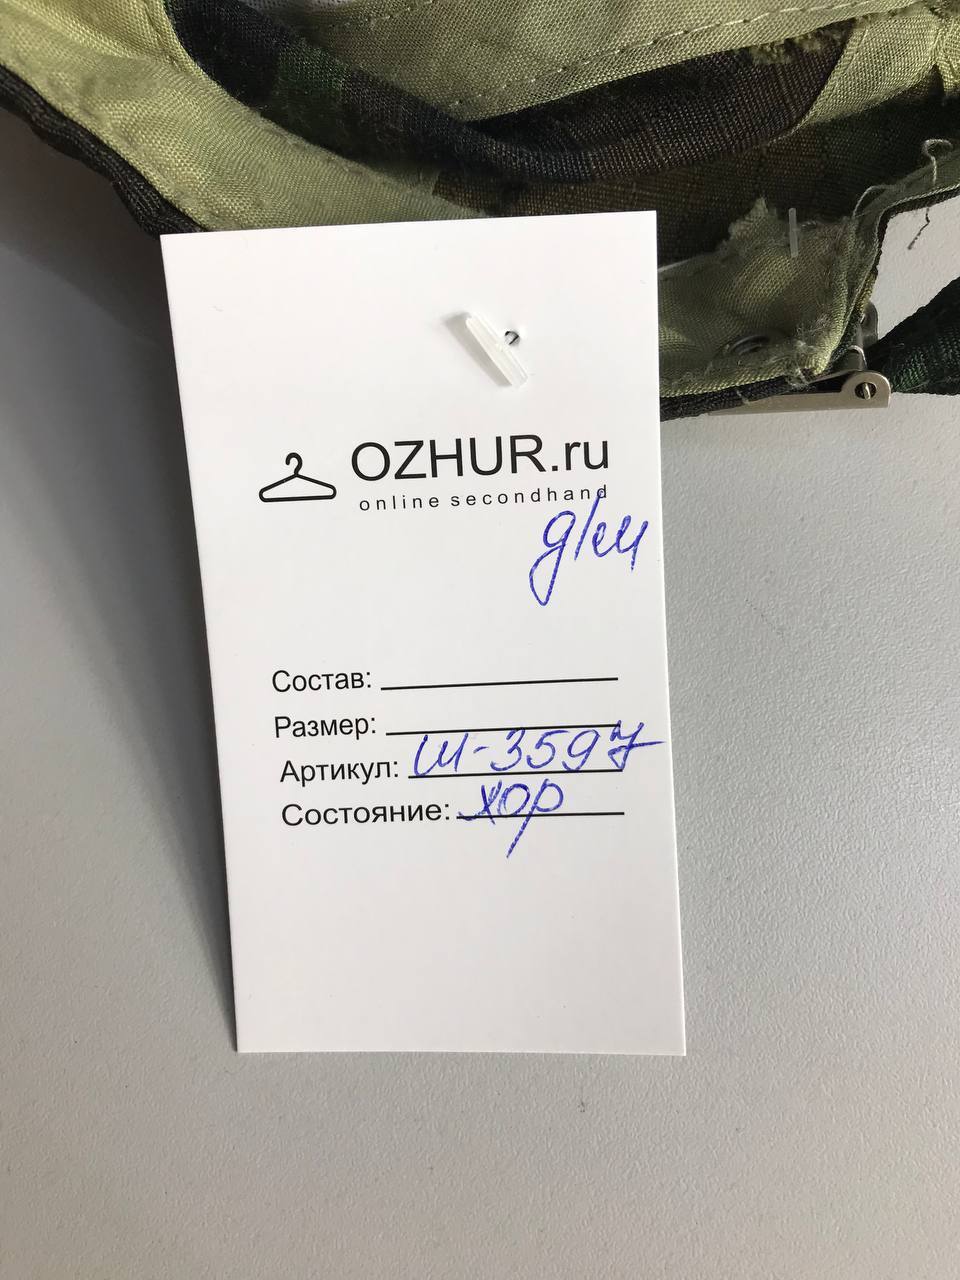 OZHUR.ru
online secondhand
Состав:
Размер:
Артикул: Ш-3597
Состояние: хор